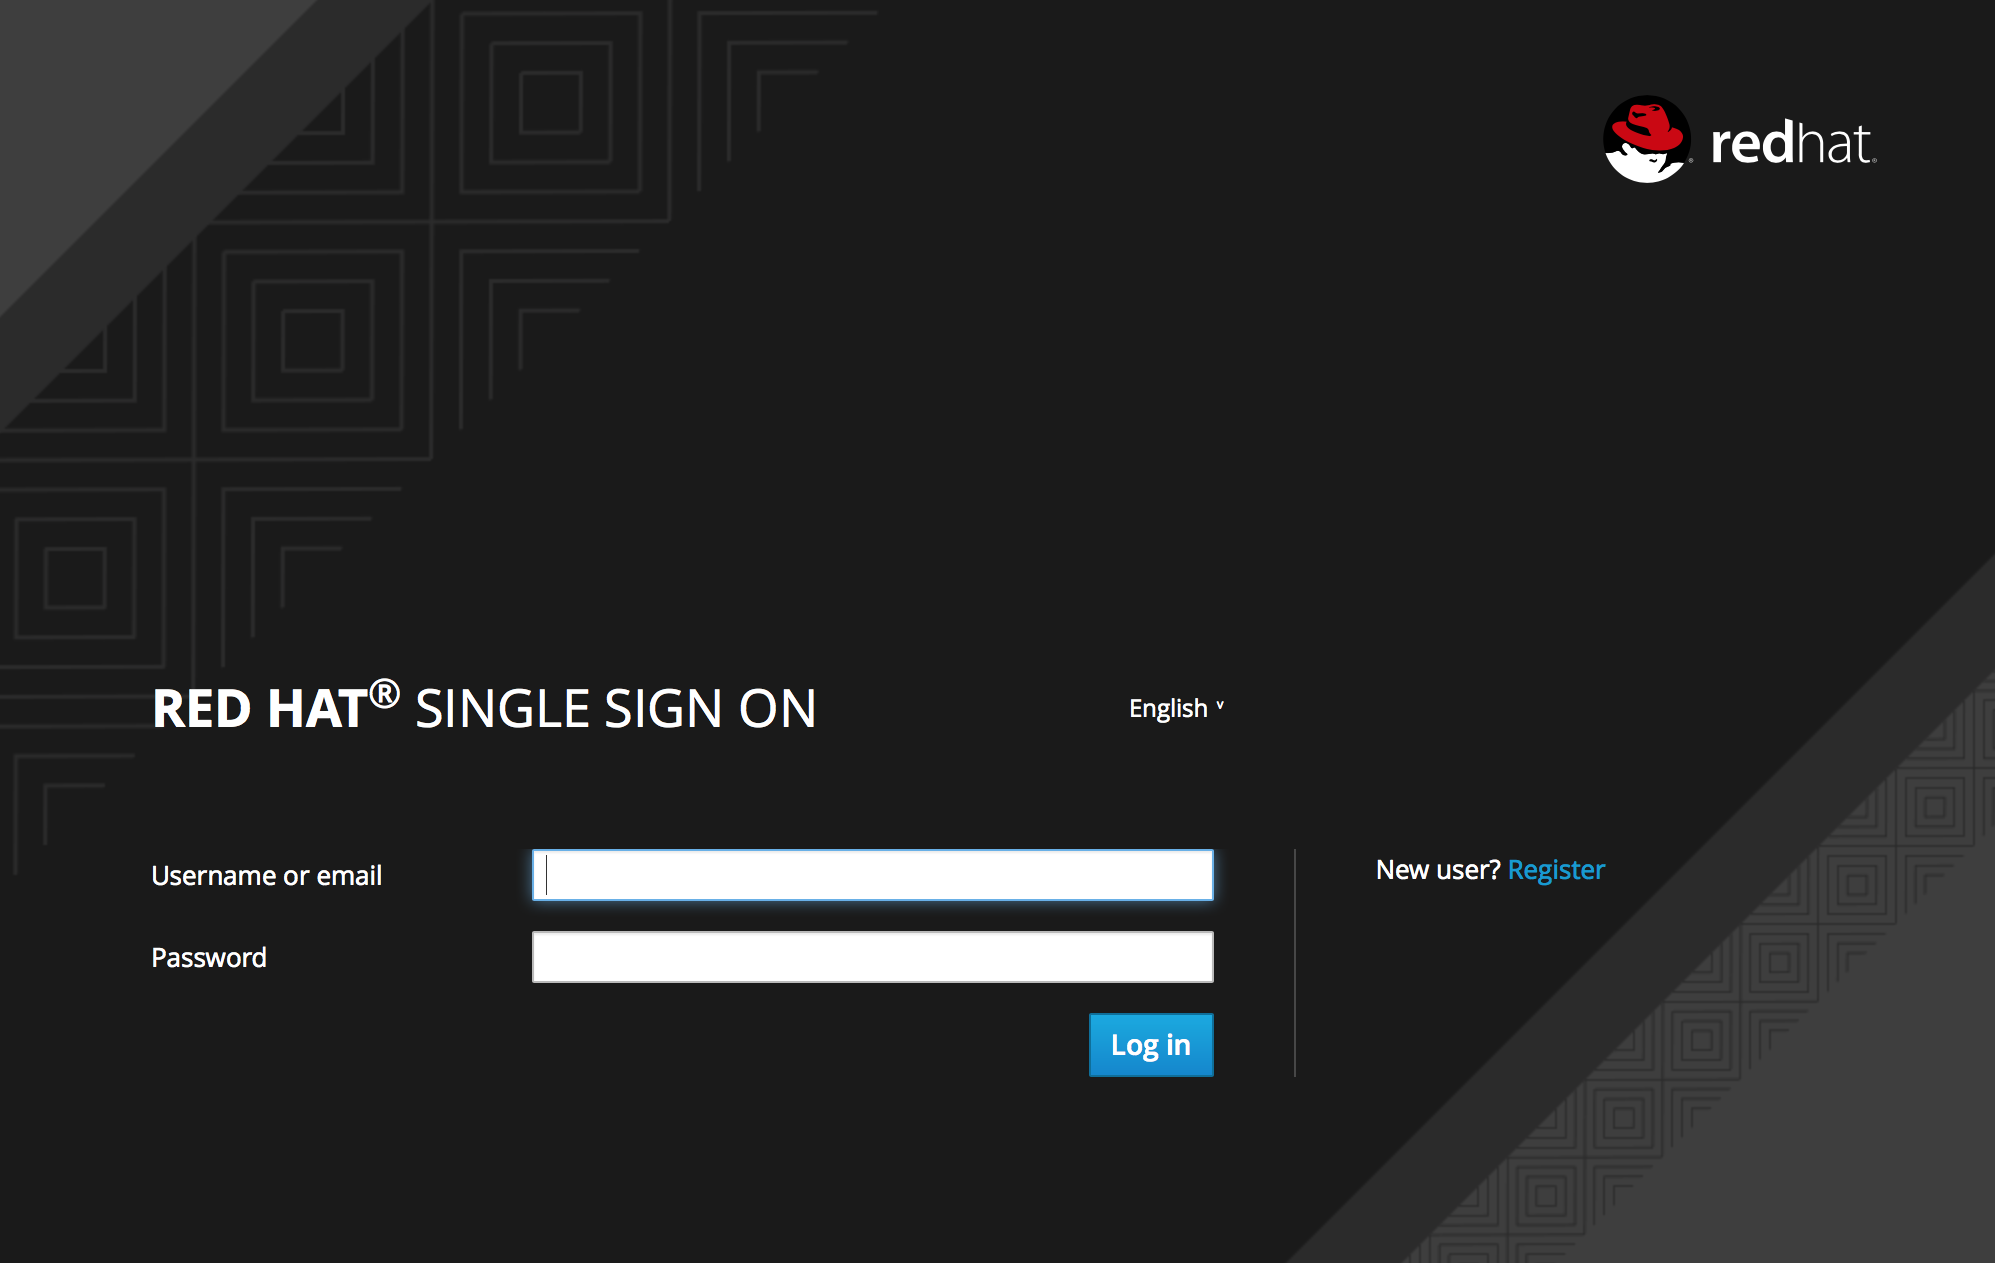 redhat.
RED HAT® SINGLE SIGN ON
English ˅
Username or email
Password
Log in
New user? Register